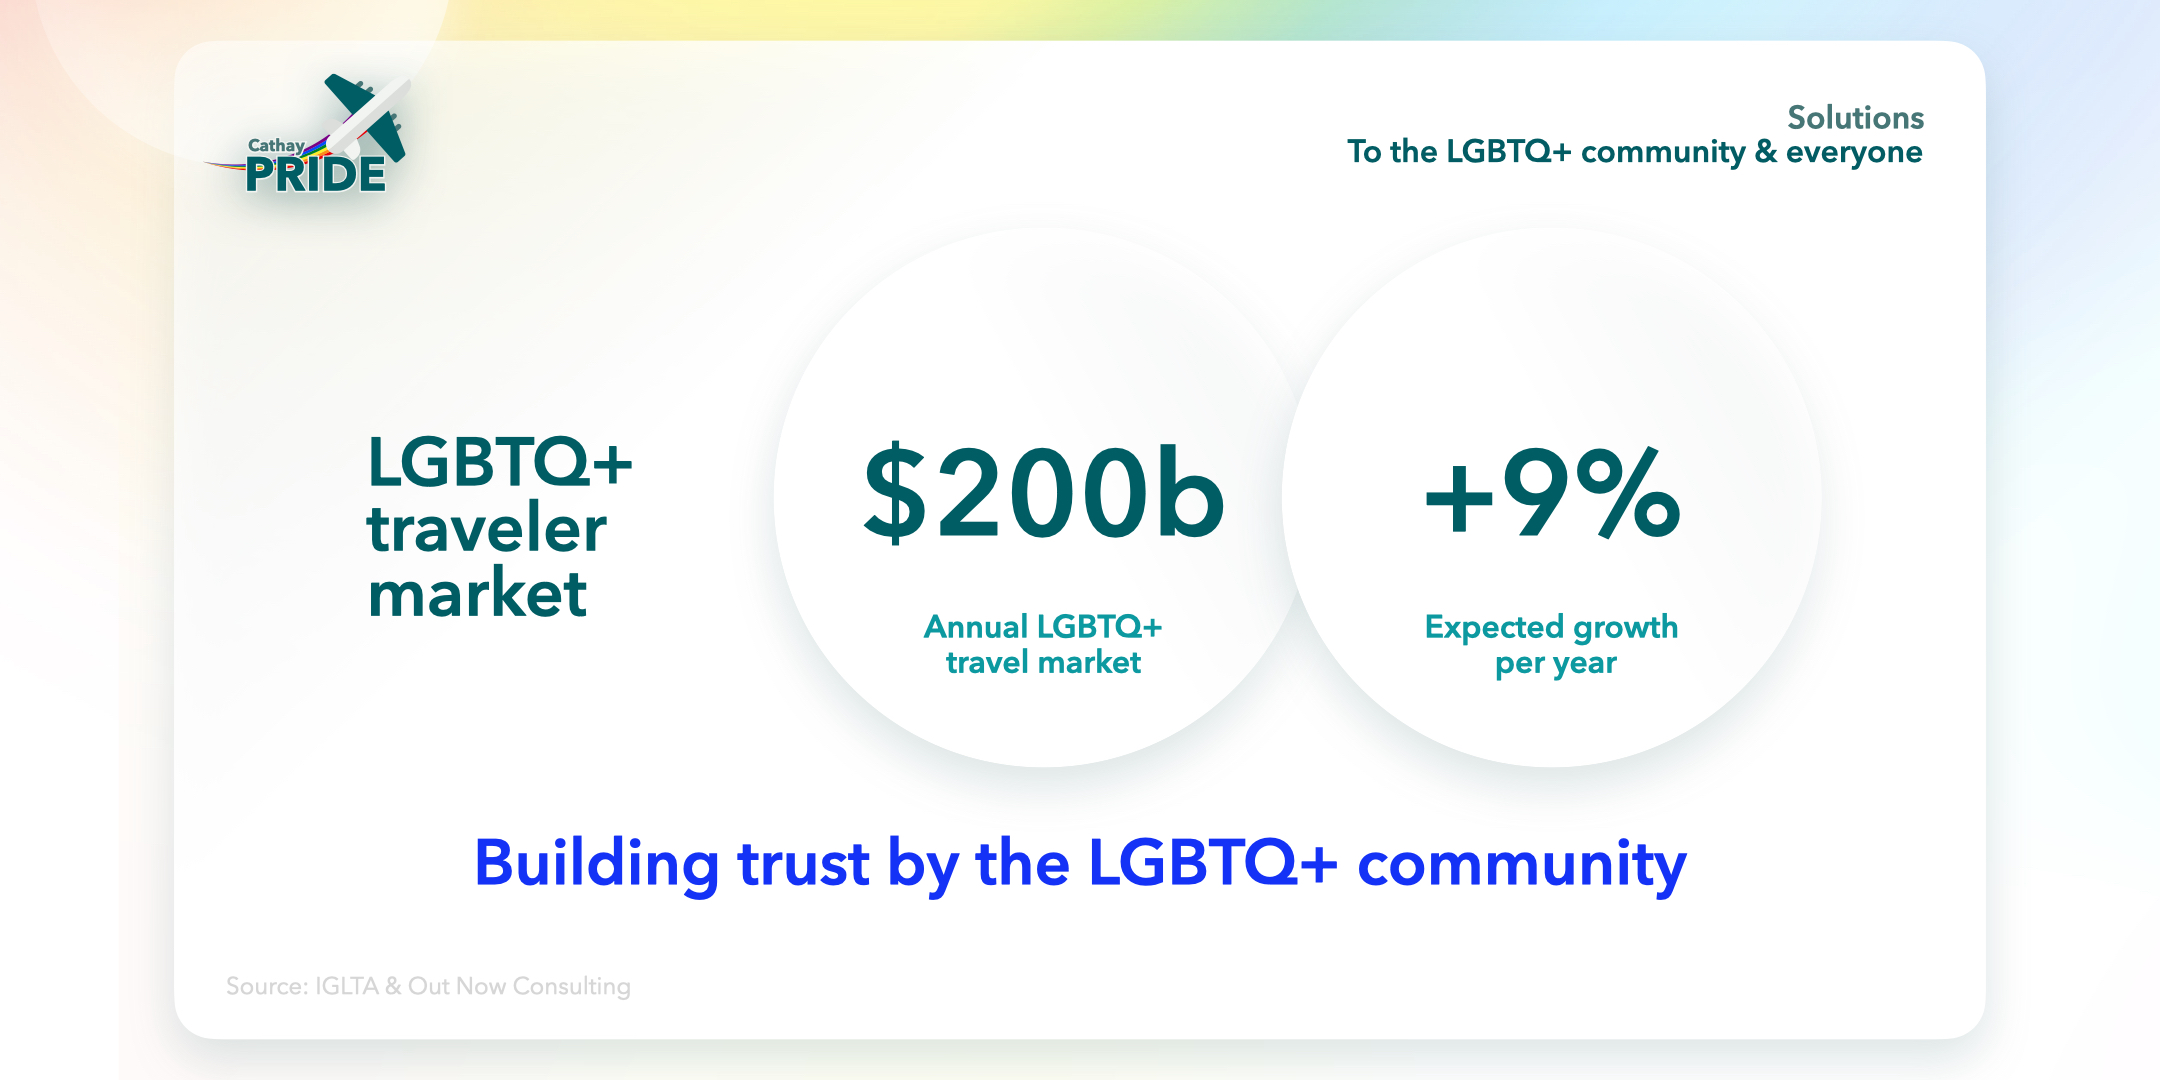 Cathay
PRIDE
Solutions
To the LGBTQ+ community & everyone
LGBTQ+
traveler
market
$200b
Annual LGBTQ+
travel market
+9%
Expected growth
per year
Building trust by the LGBTQ+ community
Source: IGLTA & Out Now Consulting